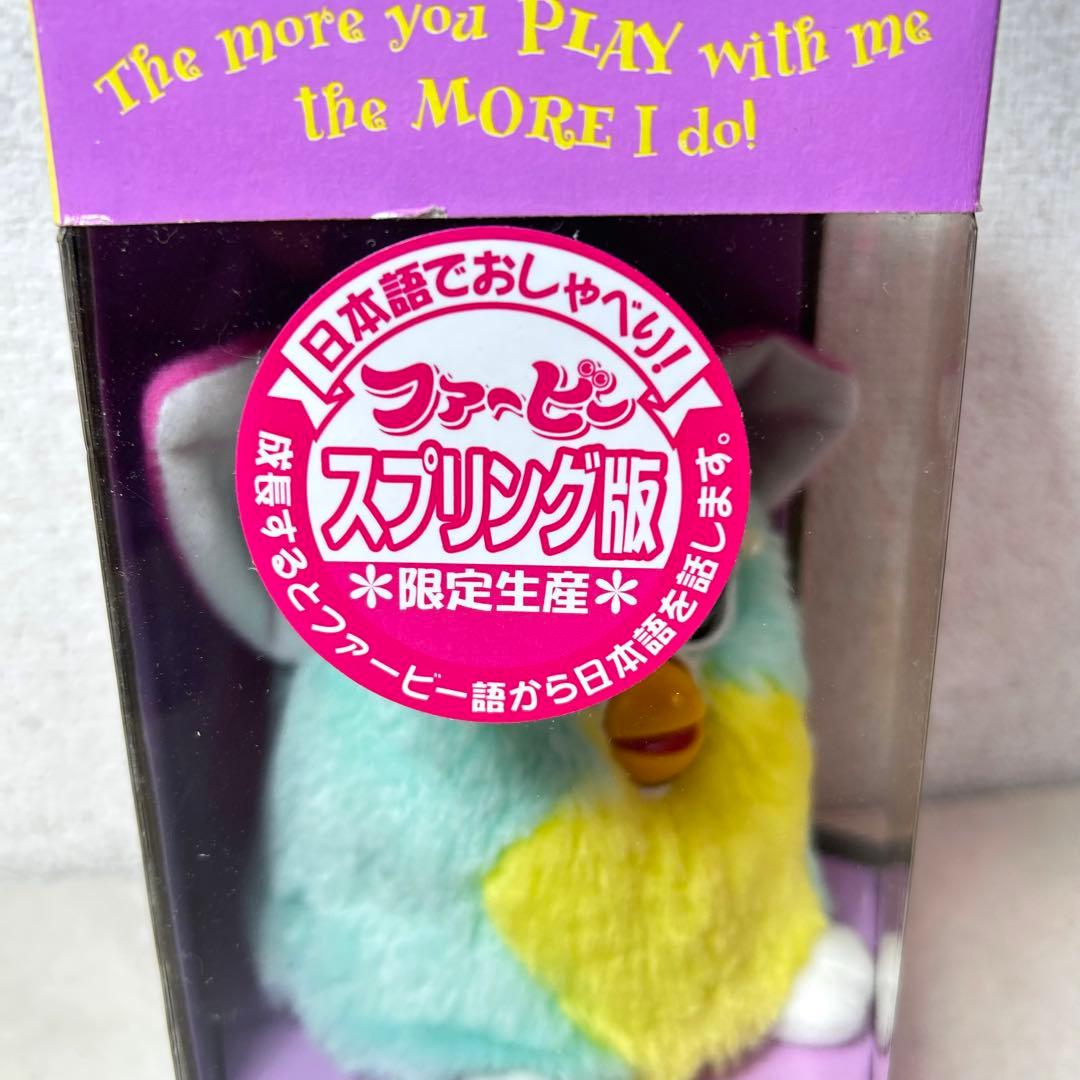 The more you PLAY with me
the MORE I do!
日本語でおしゃべり!
ファービー
スプリング版
＊限定生産＊
成長するとファービー語から日本語を話します。